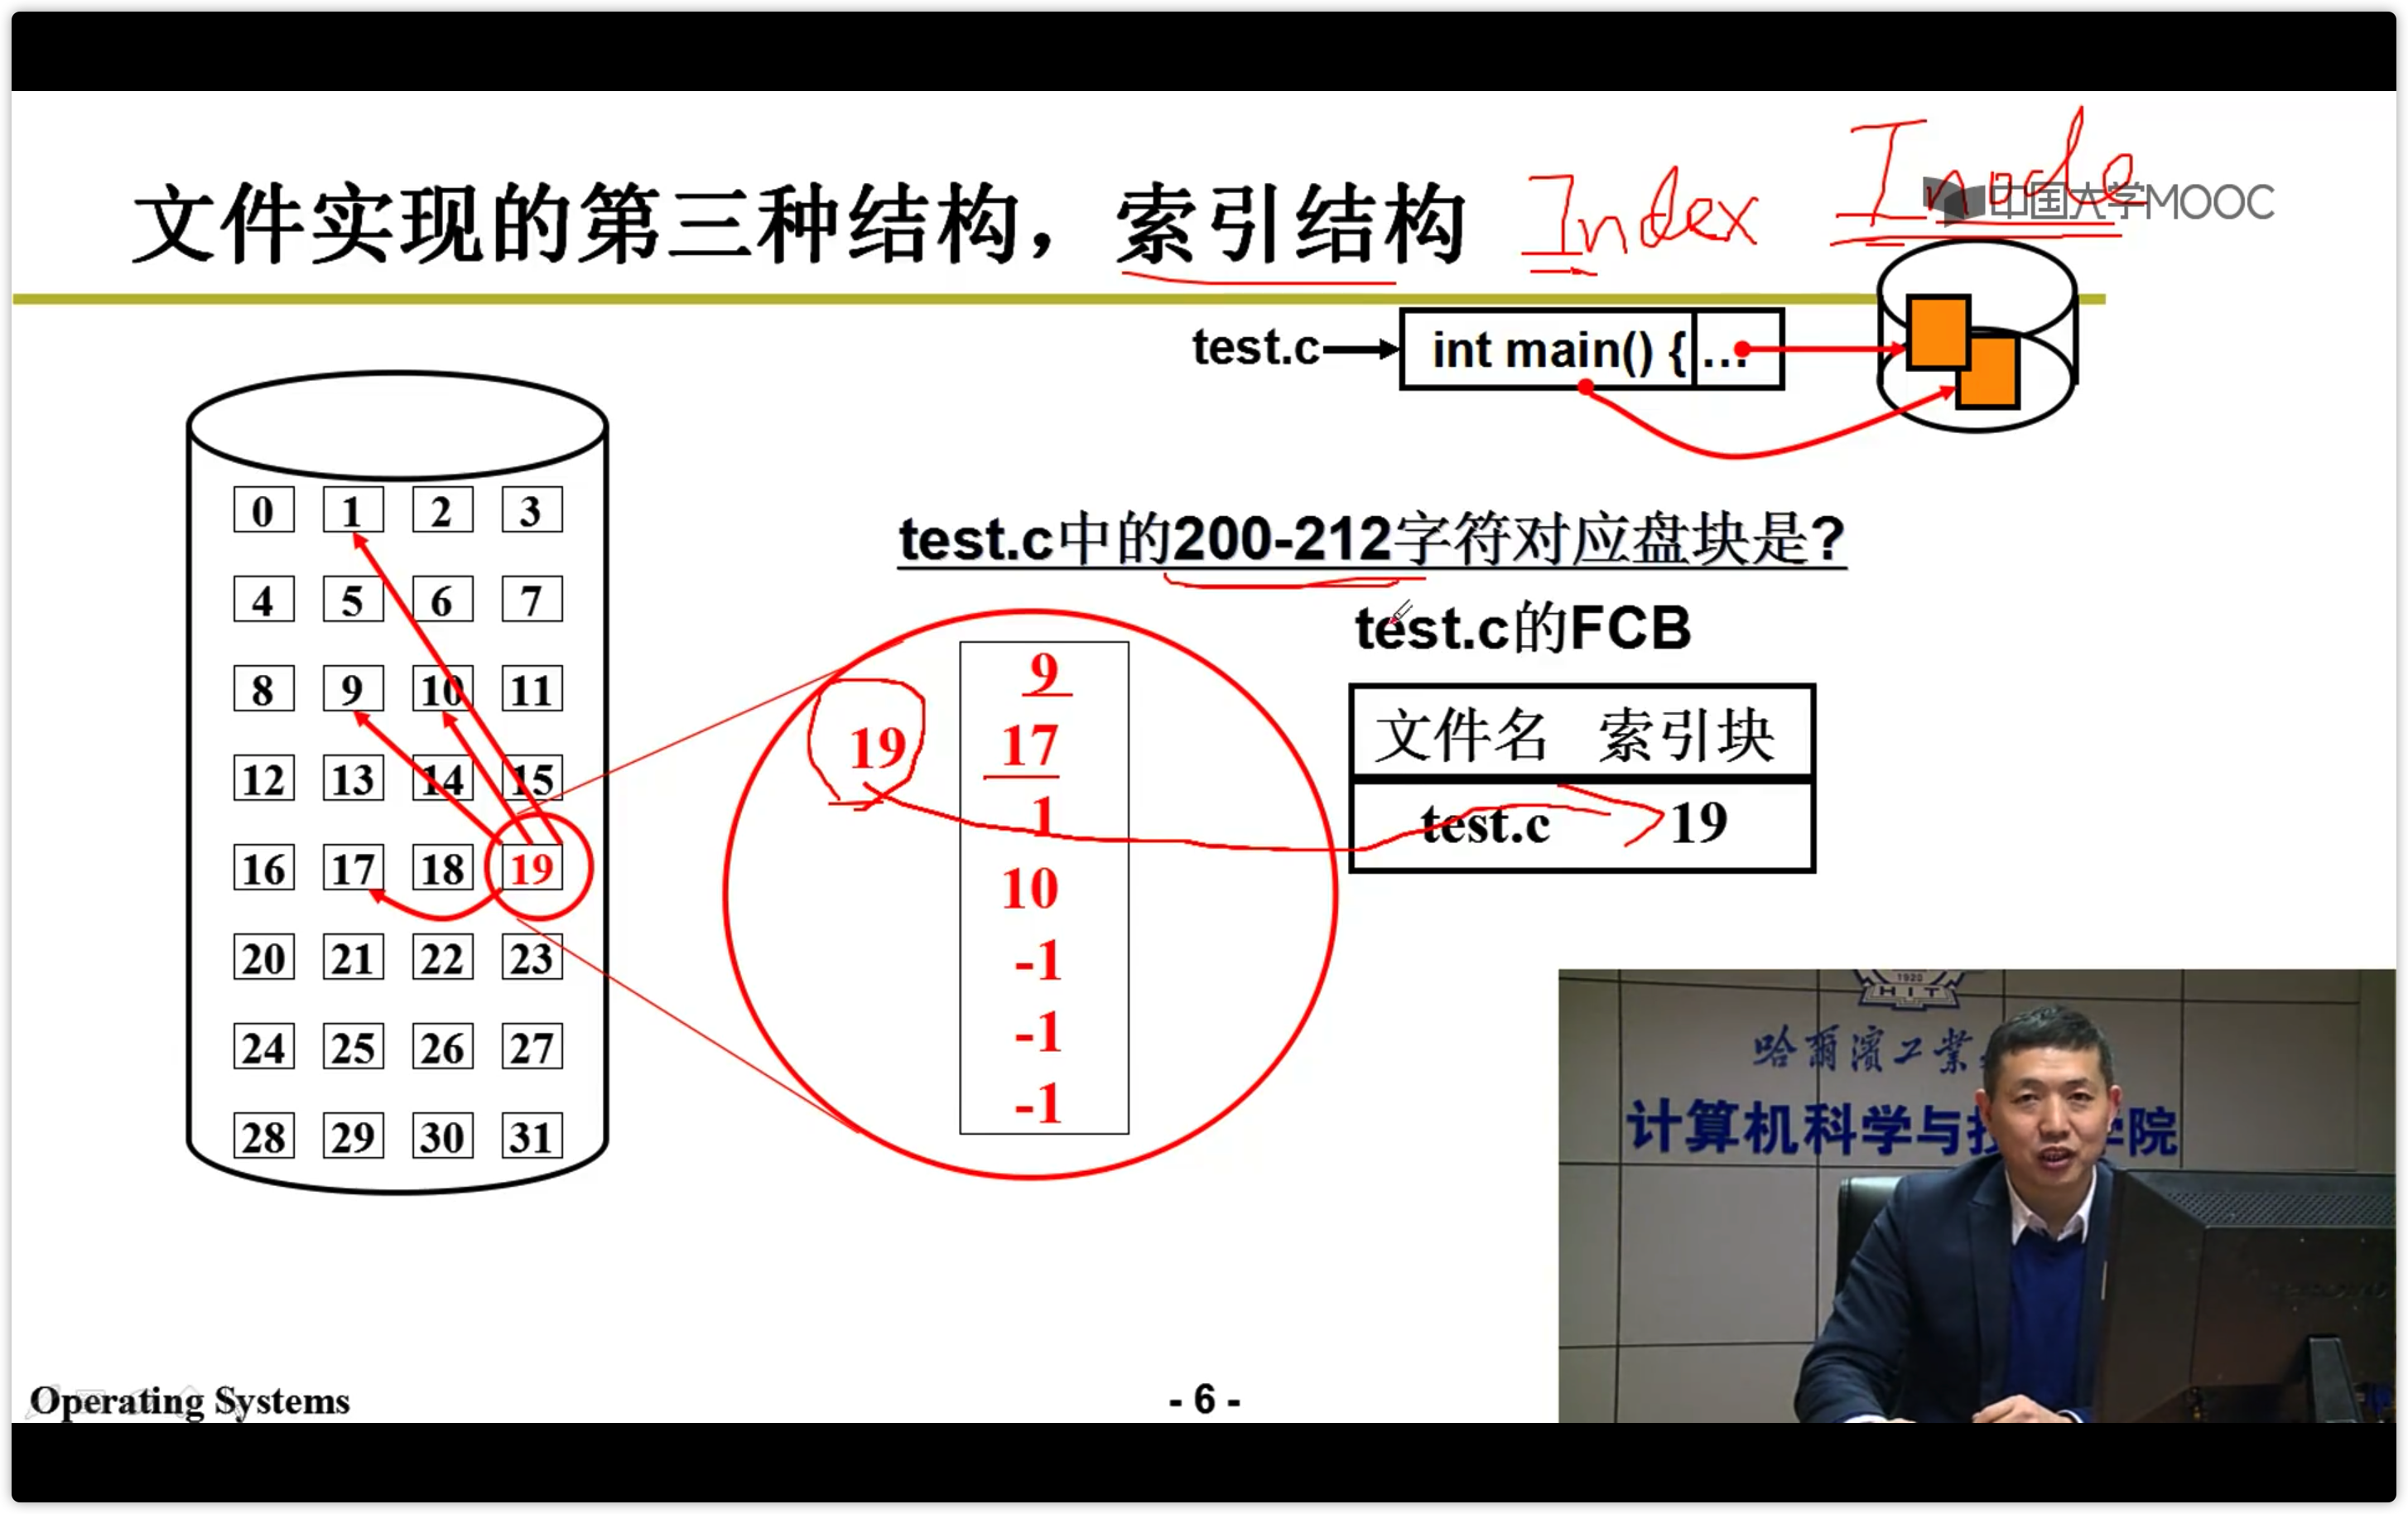 文件实现的第三种结构，索引结构 Index Inode
中国大学MOOC
test.c int main() { ...
0 1 2 3
4 5 6 7
8 9 10 11
12 13 14 15
16 17 18 19
20 21 22 23
24 25 26 27
28 29 30 31
test.c中的200-212字符对应盘块是?
19
9
17
1
10
-1
-1
-1
test.c的FCB
文件名 索引块
test.c 19
1920
HIT
哈爾濱工業
计算机科学与技 学院
Operating Systems
- 6 -